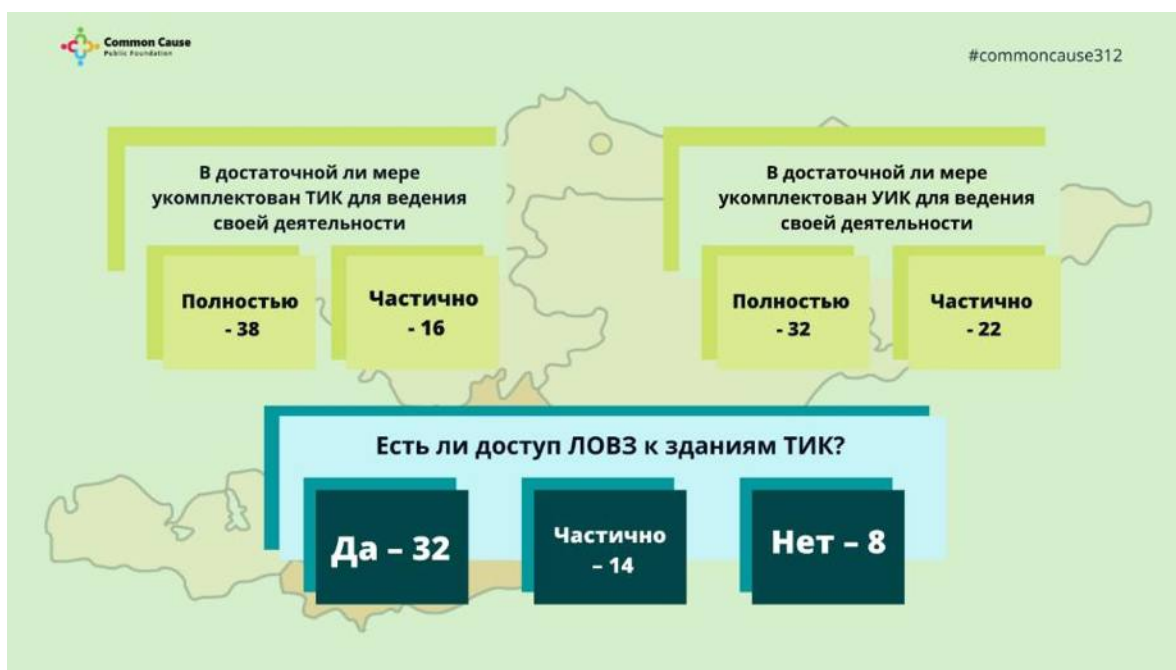 Common Cause
Public Foundation
#commoncause312
В достаточной ли мере
укомплектован ТИК для ведения
своей деятельности
Полностью
- 38
Частично
- 16
В достаточной ли мере
укомплектован УИК для ведения
своей деятельности
Полностью
- 32
Частично
- 22
Есть ли доступ ЛОВЗ к зданиям ТИК?
Да – 32
Частично
– 14
Нет – 8